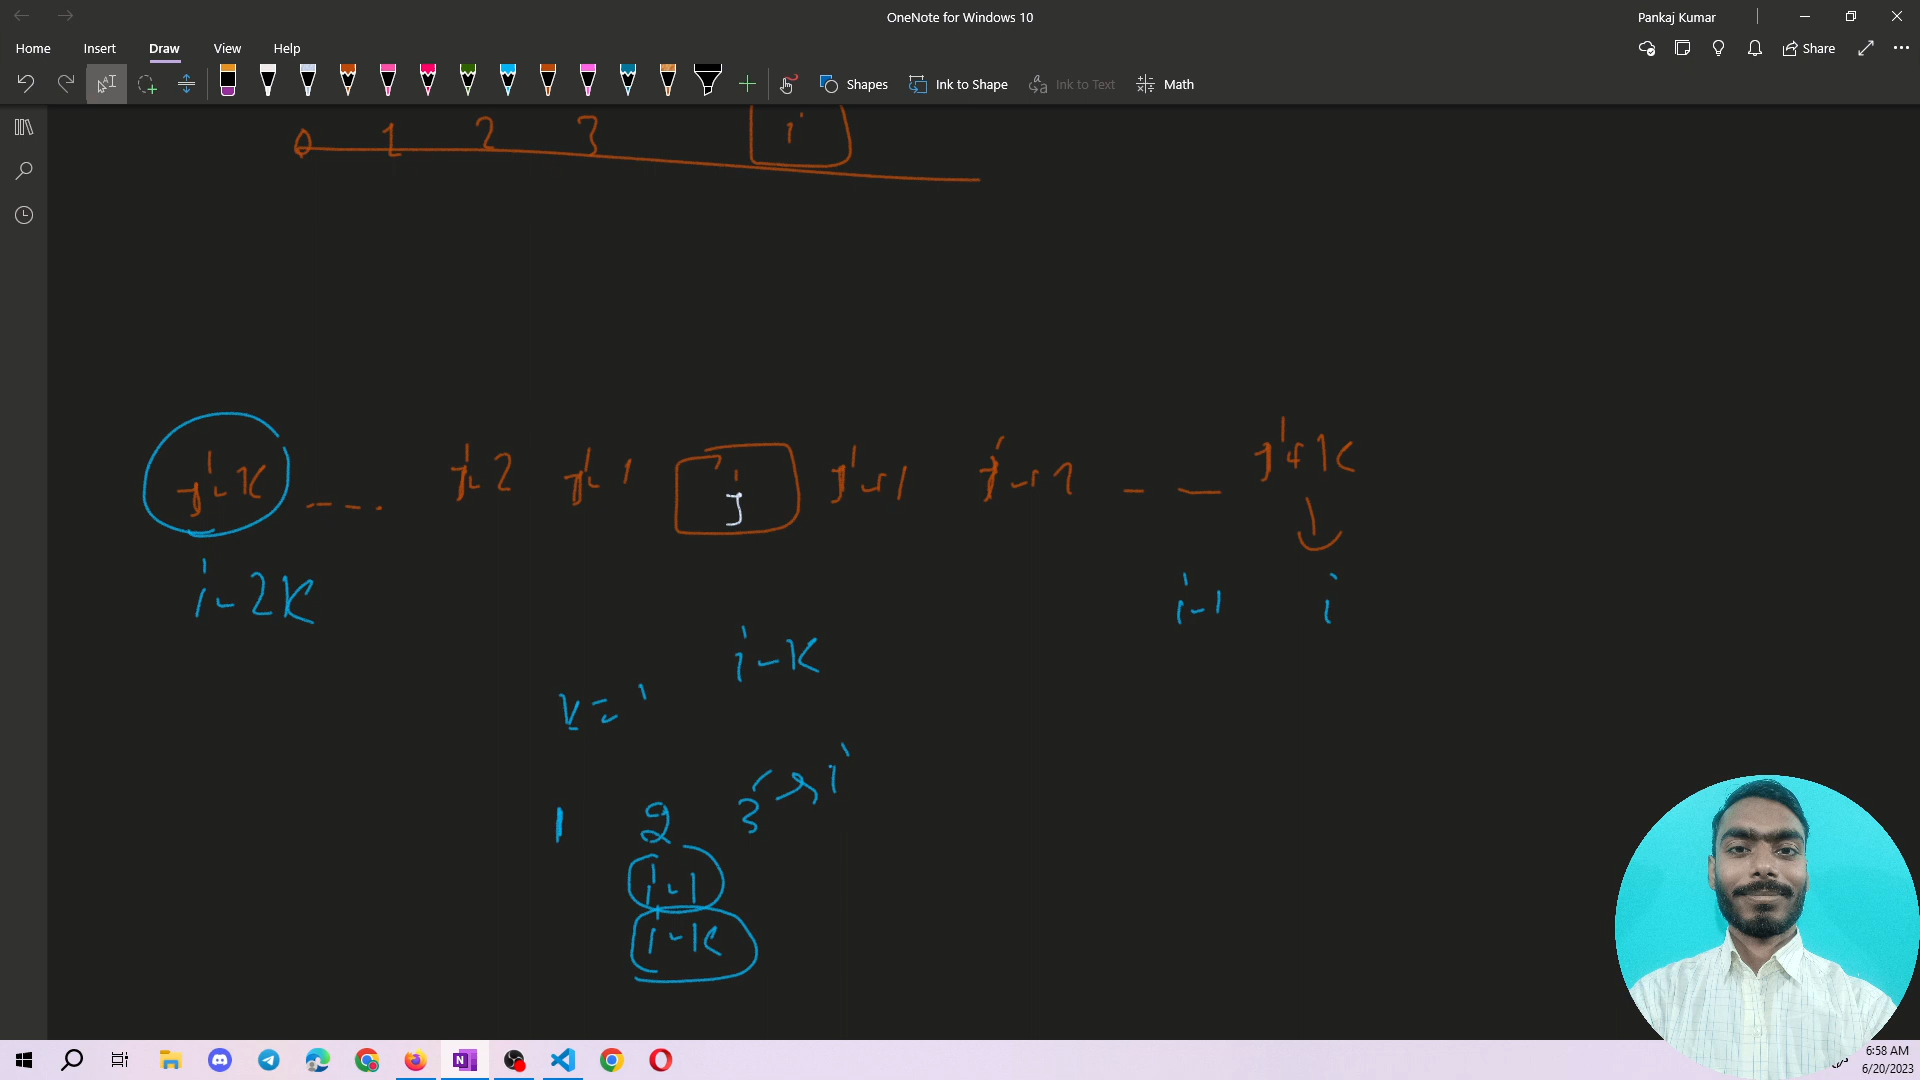 OneNote for Windows 10
Pankaj Kumar
Home Insert Draw View Help
Share
Shapes Ink to Shape Ink to Text Math
0 1 2 3 i
j-K --- j-2 j-1 j j+1 j+2 -- j+K
i-2K i-1 i
i-K
K=1
1 2 3 → i
i-1
i-K
6:58 AM
6/20/2023